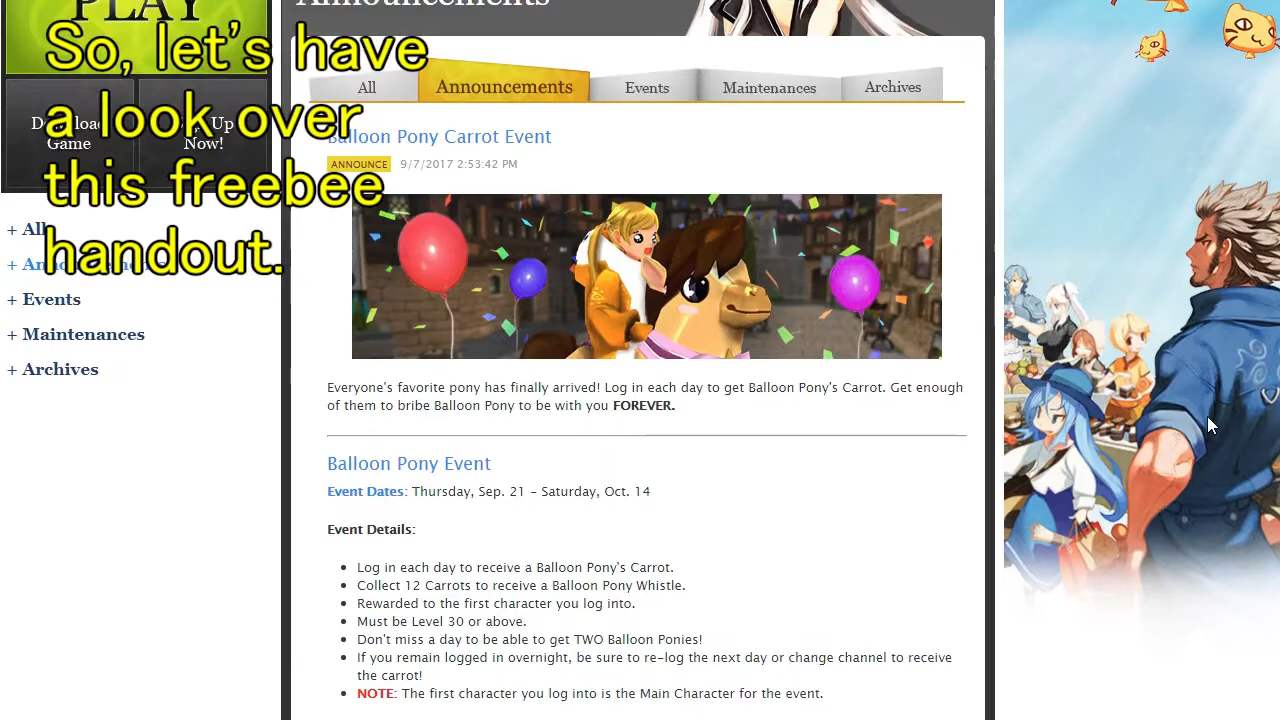 PLAY
Announcements
So, let's have
a look over
this freebee
handout.
Game
Now!
All
Announcements
Events
Maintenances
Archives
+ All
+ Events
+ Maintenances
+ Archives
Balloon Pony Carrot Event
ANNOUNCE 9/7/2017 2:53:42 PM
Everyone's favorite pony has finally arrived! Log in each day to get Balloon Pony's Carrot. Get enough
of them to bribe Balloon Pony to be with you FOREVER.
Balloon Pony Event
Event Dates: Thursday, Sep. 21 - Saturday, Oct. 14
Event Details:
• Log in each day to receive a Balloon Pony's Carrot.
• Collect 12 Carrots to receive a Balloon Pony Whistle.
• Rewarded to the first character you log into.
• Must be Level 30 or above.
• Don't miss a day to be able to get TWO Balloon Ponies!
• If you remain logged in overnight, be sure to re-log the next day or change channel to receive
the carrot!
• NOTE: The first character you log into is the Main Character for the event.